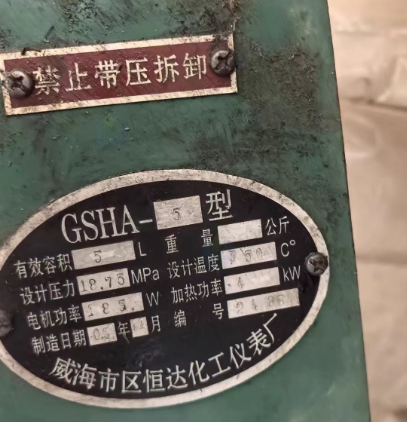 禁止带压拆卸
GSHA-5型
有效容积 5 L 重量 公斤
设计压力 18.75 MPa 设计温度 350 C°
电机功率 185 W 加热功率 4 kW
制造日期 05年 月 编号
威海市区恒达化工仪表厂